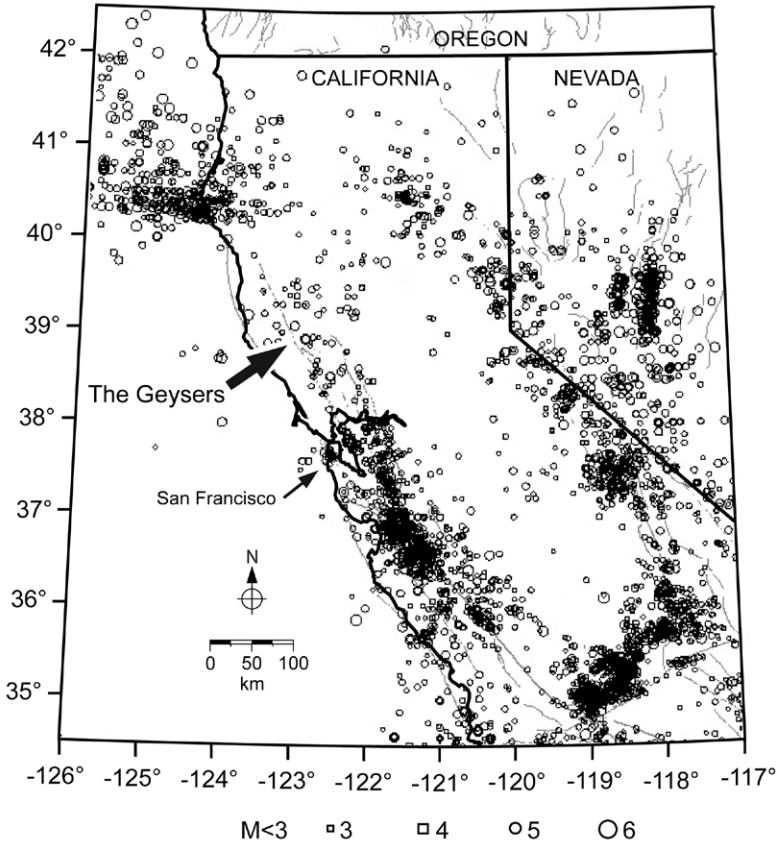 42°
OREGON
CALIFORNIA
NEVADA
41°
40°
39°
The Geysers
38°
San Francisco
37°
N
36°
0 50 100
km
35°
-126° -125° -124° -123° -122° -121° -120° -119° -118° -117°
M<3 3 4 5 6